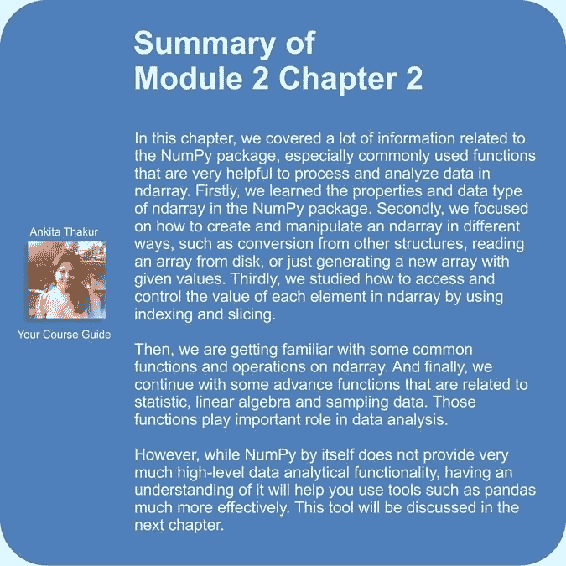 Summary of
Module 2 Chapter 2
In this chapter, we covered a lot of information related to
the NumPy package, especially commonly used functions
that are very helpful to process and analyze data in
ndarray. Firstly, we learned the properties and data type
of ndarray in the NumPy package. Secondly, we focused
on how to create and manipulate an ndarray in different
ways, such as conversion from other structures, reading
an array from disk, or just generating a new array with
given values. Thirdly, we studied how to access and
control the value of each element in ndarray by using
indexing and slicing.
Then, we are getting familiar with some common
functions and operations on ndarray. And finally, we
continue with some advance functions that are related to
statistic, linear algebra and sampling data. Those
functions play important role in data analysis.
However, while NumPy by itself does not provide very
much high-level data analytical functionality, having an
understanding of it will help you use tools such as pandas
much more effectively. This tool will be discussed in the
next chapter.
Ankita Thakur
Your Course Guide